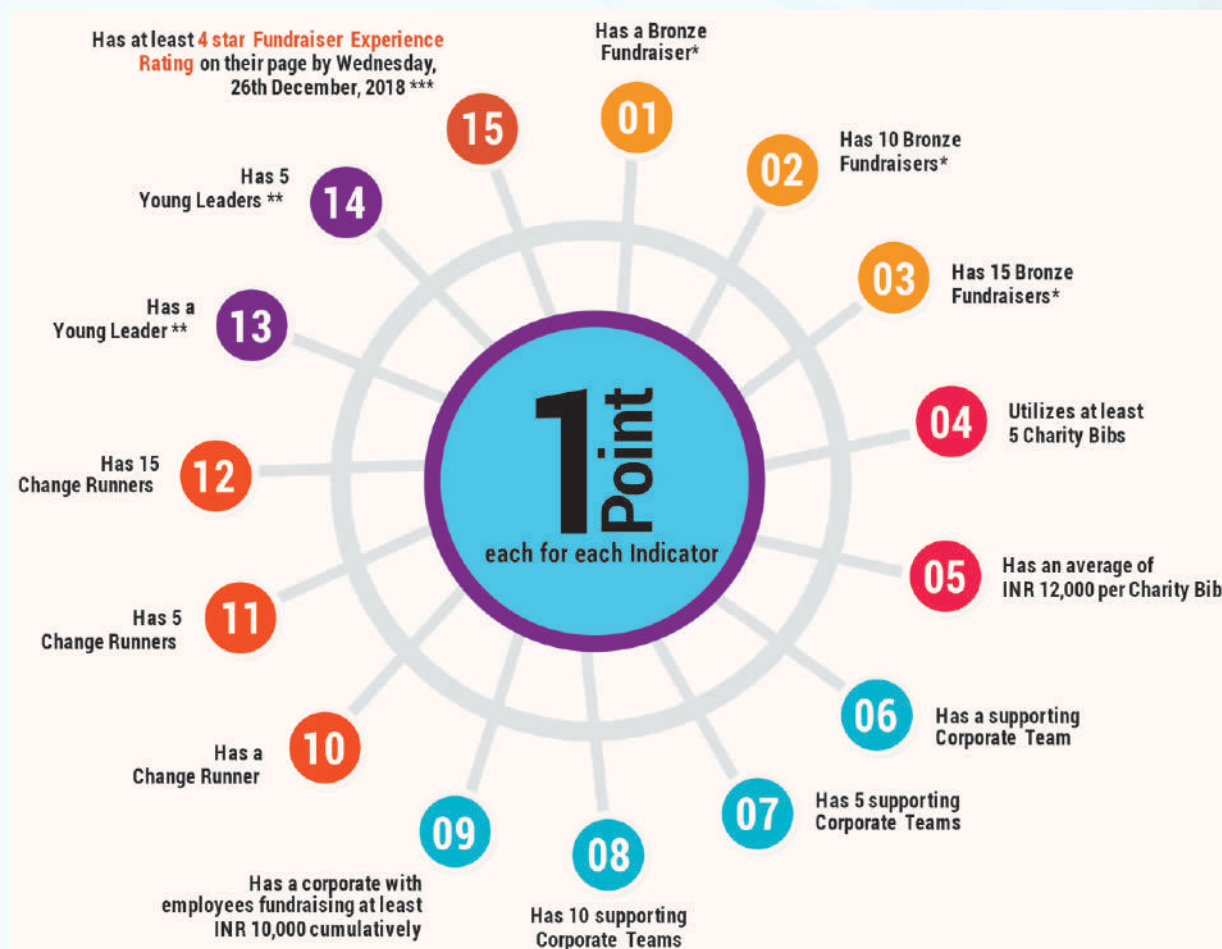 Has at least 4 star Fundraiser Experience
Rating on their page by Wednesday,
26th December, 2018 ***
15
Has a Bronze
Fundraiser*
01
Has 10 Bronze
Fundraisers*
02
Has 15 Bronze
Fundraisers*
03
Utilizes at least
5 Charity Bibs
04
Has an average of
INR 12,000 per Charity Bib
05
Has a supporting
Corporate Team
06
Has 5 supporting
Corporate Teams
07
Has 10 supporting
Corporate Teams
08
Has a corporate with
employees fundraising at least
INR 10,000 cumulatively
09
Has a
Change Runner
10
Has 5
Change Runners
11
Has 15
Change Runners
12
Has a
Young Leader **
13
Has 5
Young Leaders **
14
1 Point
each for each Indicator